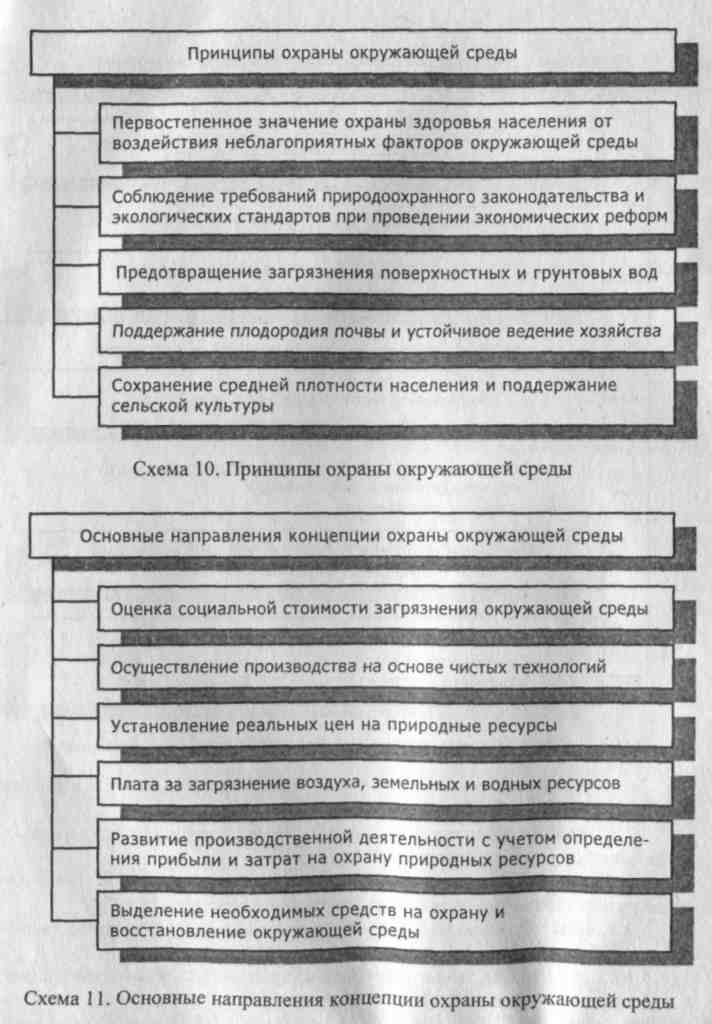 Принципы охраны окружающей среды
Первостепенное значение охраны здоровья населения от
воздействия неблагоприятных факторов окружающей среды
Соблюдение требований природоохранного законодательства и
экологических стандартов при проведении экономических реформ
Предотвращение загрязнения поверхностных и грунтовых вод
Поддержание плодородия почвы и устойчивое ведение хозяйства
Сохранение средней плотности населения и поддержание
сельской культуры
Схема 10. Принципы охраны окружающей среды
Основные направления концепции охраны окружающей среды
Оценка социальной стоимости загрязнения окружающей среды
Осуществление производства на основе чистых технологий
Установление реальных цен на природные ресурсы
Плата за загрязнение воздуха, земельных и водных ресурсов
Развитие производственной деятельности с учетом определе-
ния прибыли и затрат на охрану природных ресурсов
Выделение необходимых средств на охрану и
восстановление окружающей среды
Схема 11. Основные направления концепции охраны окружающей среды